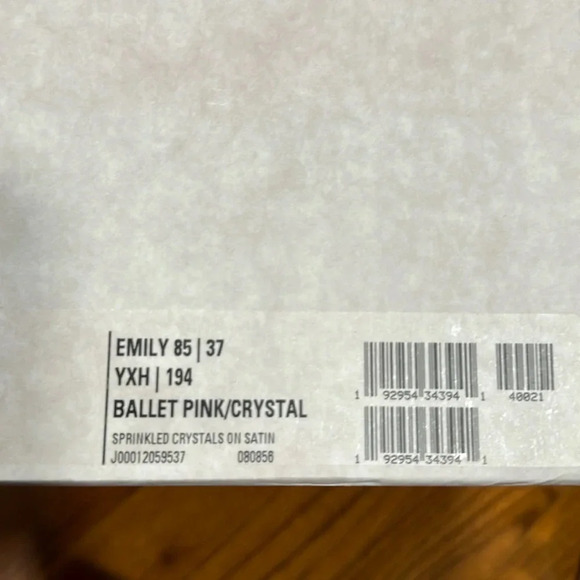 EMILY 85 | 37
YXH | 194
BALLET PINK/CRYSTAL
SPRINKLED CRYSTALS ON SATIN
J00012059537 080856
1 92954 34394 1
40021
1 92954 34394 1